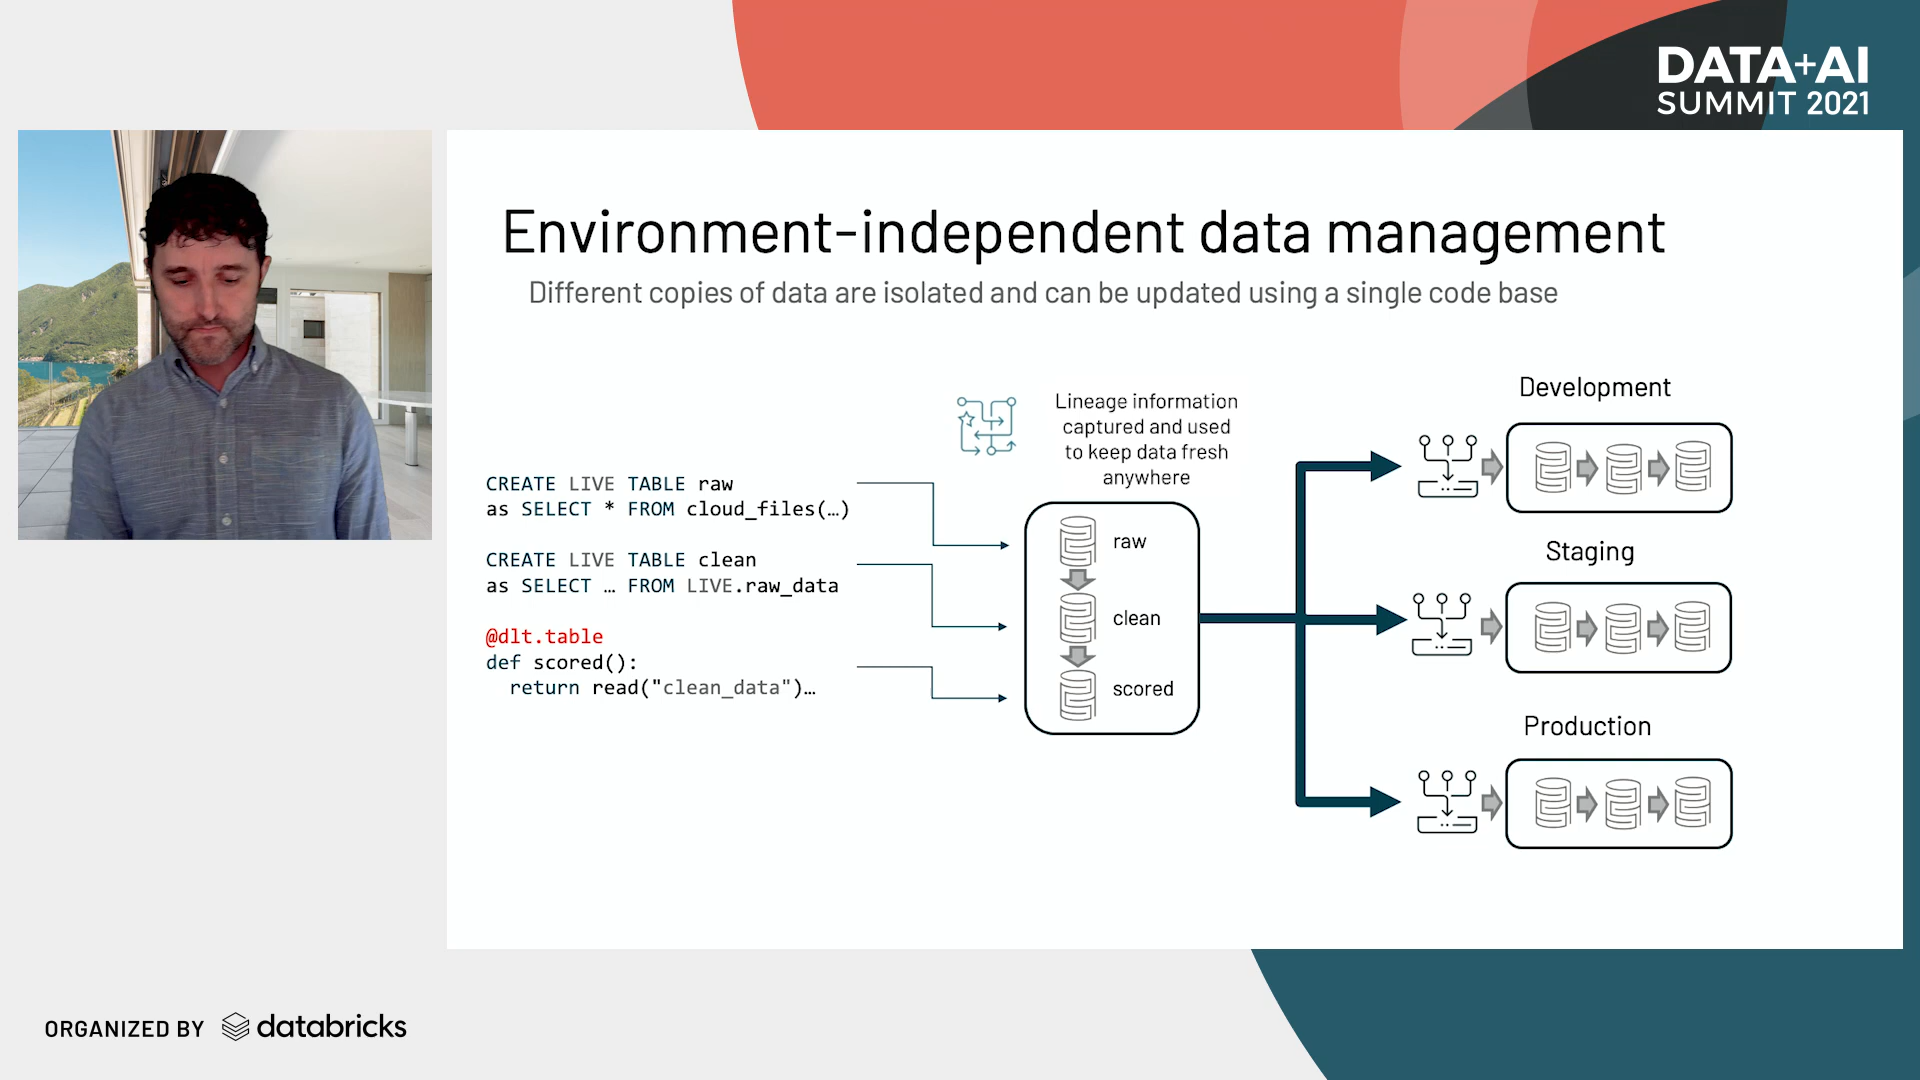 DATA+AI
SUMMIT 2021
Environment-independent data management
Different copies of data are isolated and can be updated using a single code base
CREATE LIVE TABLE raw
as SELECT * FROM cloud_files(…)
CREATE LIVE TABLE clean
as SELECT … FROM LIVE.raw_data
@dlt.table
def scored():
return read("clean_data")…
Lineage information
captured and used
to keep data fresh
anywhere
raw
clean
scored
Development
Staging
Production
ORGANIZED BY databricks